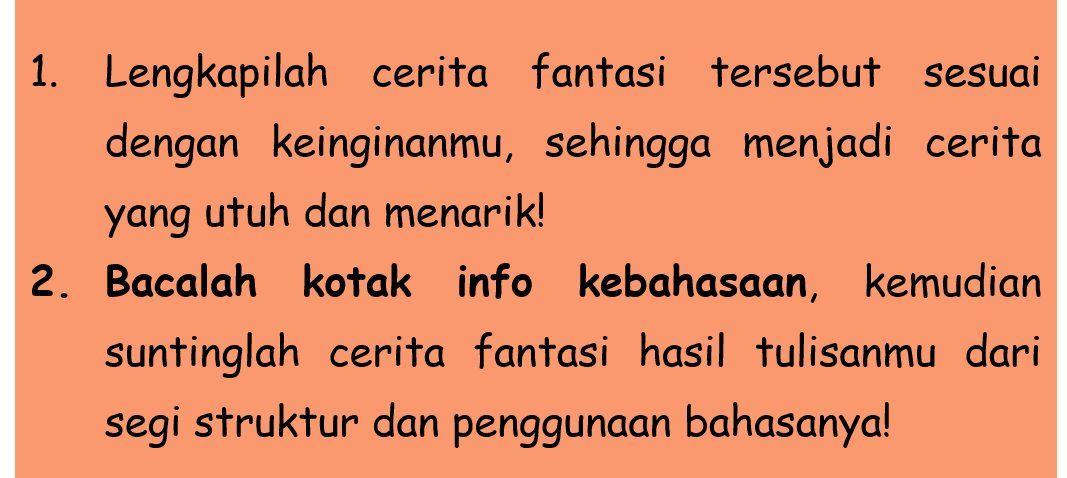 1. Lengkapilah cerita fantasi tersebut sesuai
dengan keinginanmu, sehingga menjadi cerita
yang utuh dan menarik!
2. Bacalah kotak info kebahasaan, kemudian
suntinglah cerita fantasi hasil tulisanmu dari
segi struktur dan penggunaan bahasanya!